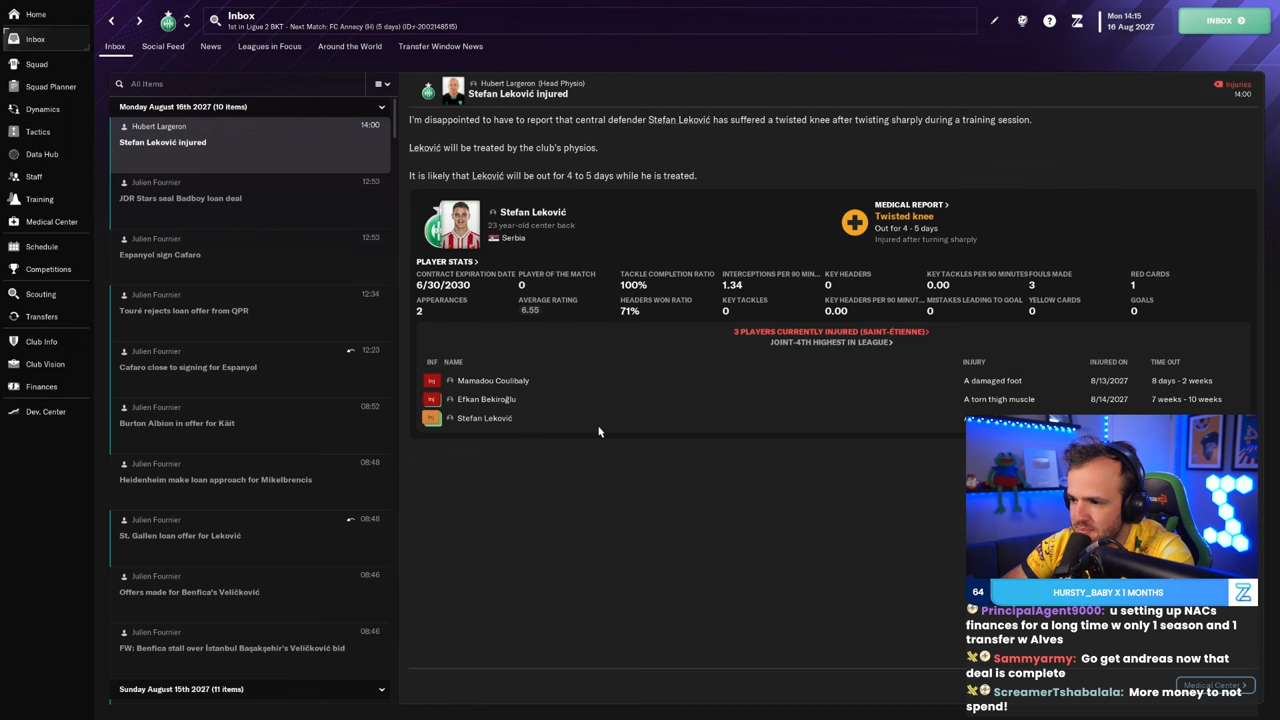 Home
Inbox
Squad
Squad Planner
Dynamics
Tactics
Data Hub
Staff
Training
Medical Center
Schedule
Competitions
Scouting
Transfers
Club Info
Club Vision
Finances
Dev. Center
Inbox
1st in Ligue 2 BKT - Next Match: FC Annecy (H) (5 days) (ID:r-2002148515)
Mon 14:15
16 Aug 2027
INBOX
Inbox
Social Feed
News
Leagues in Focus
Around the World
Transfer Window News
All Items
Monday August 16th 2027 (10 items)
Hubert Largeron 14:00
Stefan Leković injured
Julien Fournier 12:53
JDR Stars seal Badboy loan deal
Julien Fournier 12:53
Espanyol sign Cafaro
Julien Fournier 12:34
Touré rejects loan offer from QPR
Julien Fournier 12:23
Cafaro close to signing for Espanyol
Julien Fournier 08:52
Burton Albion in offer for Käit
Julien Fournier 08:48
Heidenheim make loan approach for Mikelbrencis
Julien Fournier 08:48
St. Gallen loan offer for Leković
Julien Fournier 08:46
Offers made for Benfica's Veličković
Julien Fournier 08:46
FW: Benfica stall over İstanbul Başakşehir's Veličković bid
Sunday August 15th 2027 (11 items)
Hubert Largeron (Head Physio)
Stefan Leković injured
Injuries
14:00
I'm disappointed to have to report that central defender Stefan Leković has suffered a twisted knee after twisting sharply during a training session.
Leković will be treated by the club's physios.
It is likely that Leković will be out for 4 to 5 days while he is treated.
Stefan Leković
23 year-old center back
Serbia
MEDICAL REPORT
Twisted knee
Out for 4 - 5 days
Injured after turning sharply
PLAYER STATS
CONTRACT EXPIRATION DATE PLAYER OF THE MATCH TACKLE COMPLETION RATIO INTERCEPTIONS PER 90 MIN... KEY HEADERS KEY TACKLES PER 90 MINUTES FOULS MADE RED CARDS
6/30/2030 0 100% 1.34 0 0.00 3 1
APPEARANCES AVERAGE RATING HEADERS WON RATIO KEY TACKLES KEY HEADERS PER 90 MINUT... MISTAKES LEADING TO GOAL YELLOW CARDS GOALS
2 6.55 71% 0 0.00 0 0 0
3 PLAYERS CURRENTLY INJURED (SAINT-ÉTIENNE)
JOINT-4TH HIGHEST IN LEAGUE
INF NAME INJURY INJURED ON TIME OUT
Inj Mamadou Coulibaly A damaged foot 8/13/2027 8 days - 2 weeks
Inj Efkan Bekiroğlu A torn thigh muscle 8/14/2027 7 weeks - 10 weeks
Inj Stefan Leković
64 HURSTY_BABY X 1 MONTHS
PrincipalAgent9000: u setting up NACs
finances for a long time w only 1 season and 1
transfer w Alves
Sammyarmy: Go get andreas now that
deal is complete
ScreamerTshabalala: More money to not
spend!
Medical Center